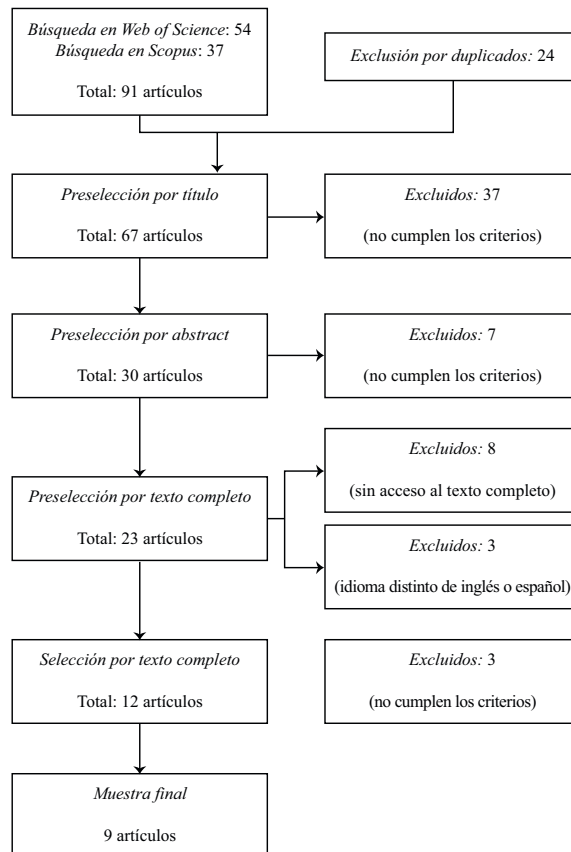 Búsqueda en Web of Science: 54
Búsqueda en Scopus: 37
Total: 91 artículos
Exclusión por duplicados: 24
Preselección por título
Total: 67 artículos
Excluidos: 37
(no cumplen los criterios)
Preselección por abstract
Total: 30 artículos
Excluidos: 7
(no cumplen los criterios)
Preselección por texto completo
Total: 23 artículos
Excluidos: 8
(sin acceso al texto completo)
Excluidos: 3
(idioma distinto de inglés o español)
Selección por texto completo
Total: 12 artículos
Excluidos: 3
(no cumplen los criterios)
Muestra final
9 artículos